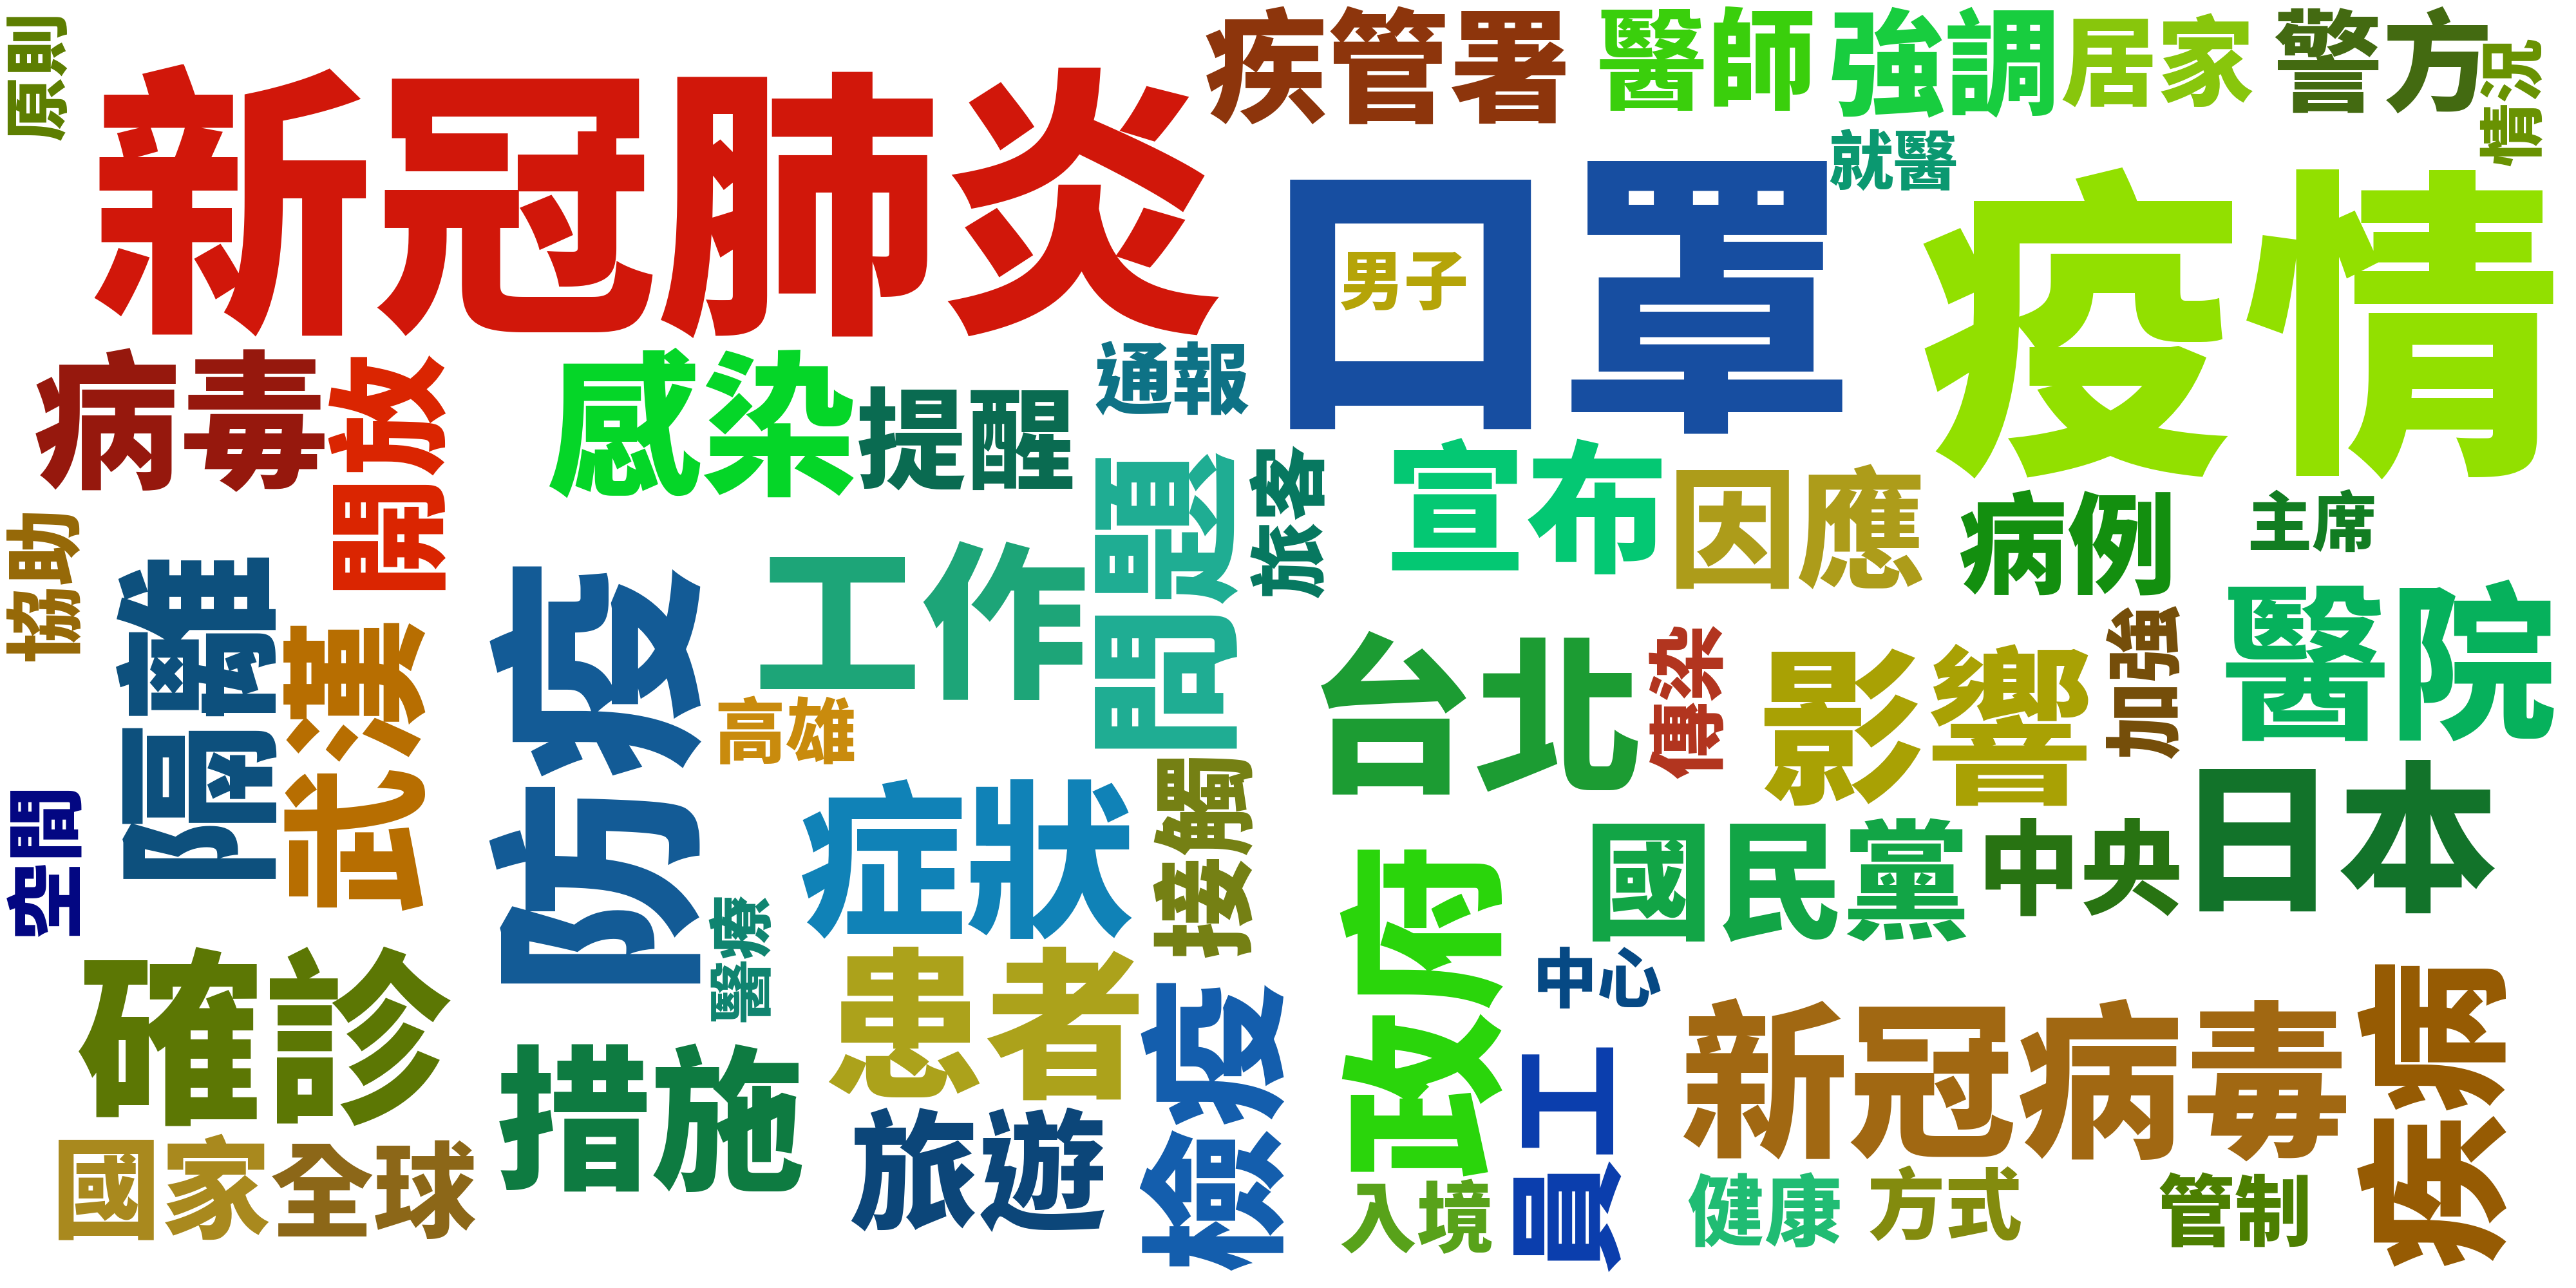 原則
新冠肺炎
疾管署
醫師
強調
居家
警方
情況
就醫
口罩
男子
疫情
病毒
開放
感染
提醒
通報
問題
旅客
宣布
因應
病例
主席
協助
隔離
武漢
防疫
工作
高雄
台北
傳染
影響
加強
醫院
空間
症狀
接觸
政府
國民黨
中央
日本
醫療
確診
患者
檢疫
中心
員工
新冠病毒
疾病
措施
旅遊
國家
全球
入境
健康
方式
管制